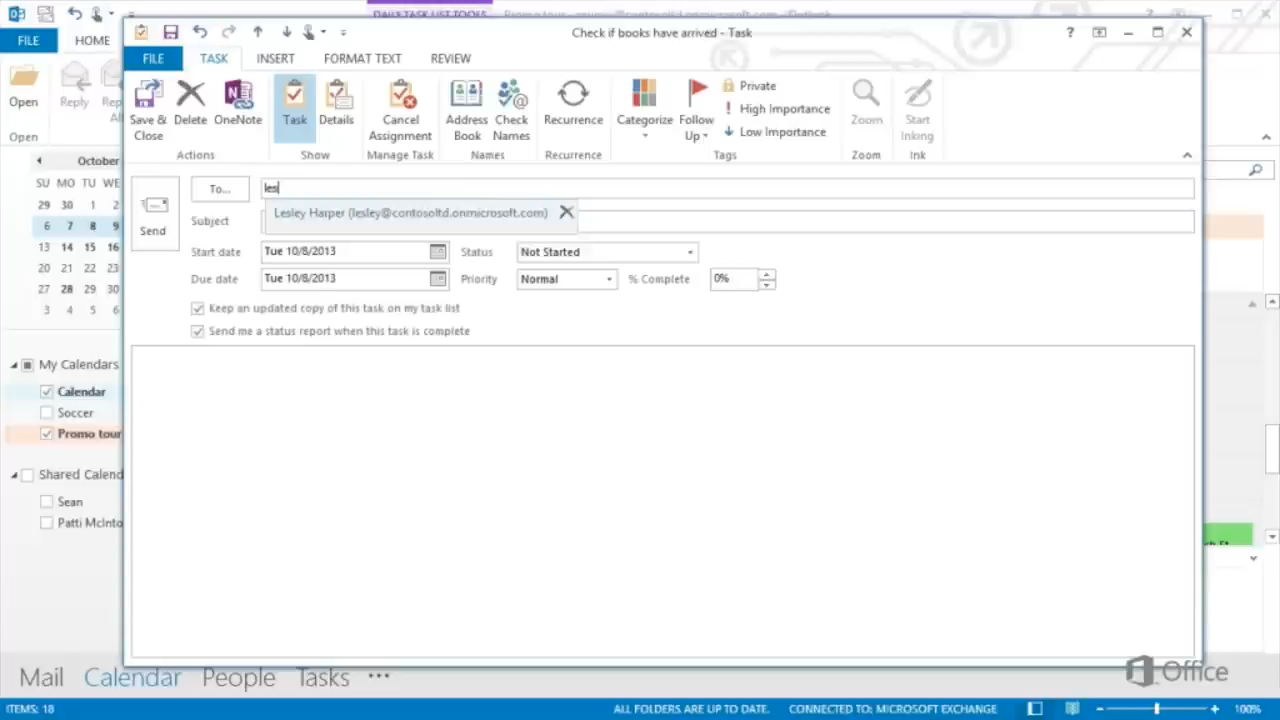 DAILY TASK LIST TOOLS
FILE
HOME
Open
Reply
Open
October
SU MO TU WE
29 30 1 2
6 7 8 9
13 14 15 16
20 21 22 23
27 28 29 30
3 4 5 6
My Calendars
Calendar
Soccer
Promo tour
Shared Calend
Sean
Patti McInto
Check if books have arrived - Task
?
FILE
TASK
INSERT
FORMAT TEXT
REVIEW
Save & Close
Delete
OneNote
Actions
Task
Details
Show
Cancel Assignment
Manage Task
Address Book
Check Names
Names
Recurrence
Recurrence
Categorize
Follow Up
Private
High Importance
Low Importance
Tags
Zoom
Zoom
Start Inking
Ink
Send
To...
les
Lesley Harper (lesley@contosoltd.onmicrosoft.com)
Subject
Start date
Tue 10/8/2013
Status
Not Started
Due date
Tue 10/8/2013
Priority
Normal
% Complete
0%
Keep an updated copy of this task on my task list
Send me a status report when this task is complete
Mail Calendar People Tasks
Office
ITEMS: 18
ALL FOLDERS ARE UP TO DATE.
CONNECTED TO: MICROSOFT EXCHANGE
100%